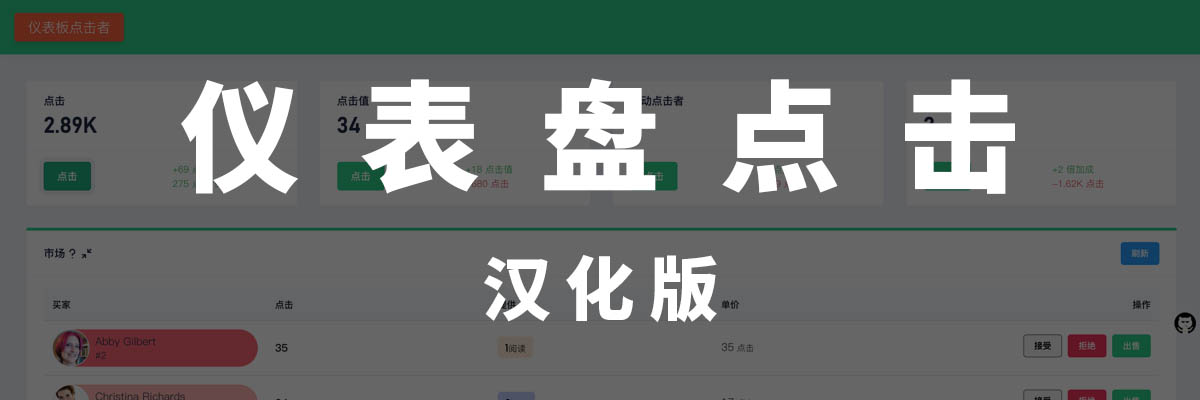 仪表板点击者
仪表盘点击
汉化版
点击
2.89K
点击
+69
275
点击值
34
点击
+18 点击值
680 点击
动点击者
击
+2 倍加成
−1.62K 点击
市场 ?
刷新
买家 点击 单价 操作
Abby Gilbert
#2
35 1阅读 35 点击 接受 拒绝 出售
Christina Richards